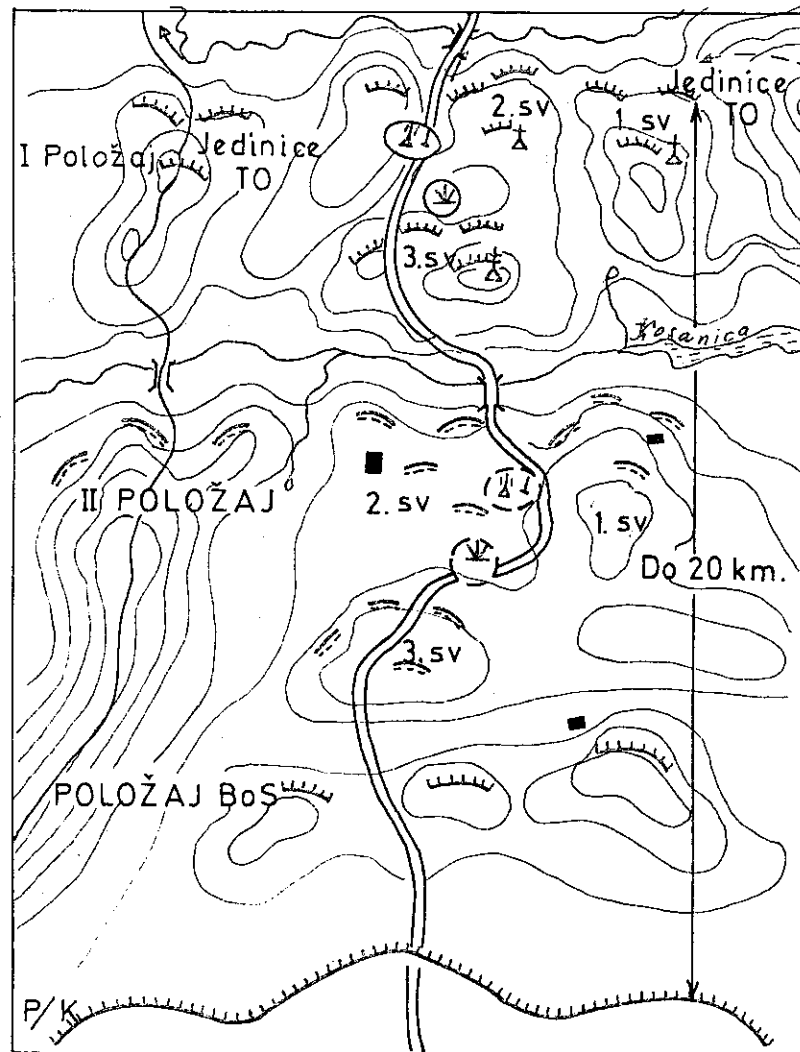 Jedinice
TO
2. sv
1. sv
I Položaj
Jedinice
TO
3. sv
Kosanica
II POLOŽAJ
2. sv
1. sv
Do 20 km.
3. sv
POLOŽAJ BoS
P/K